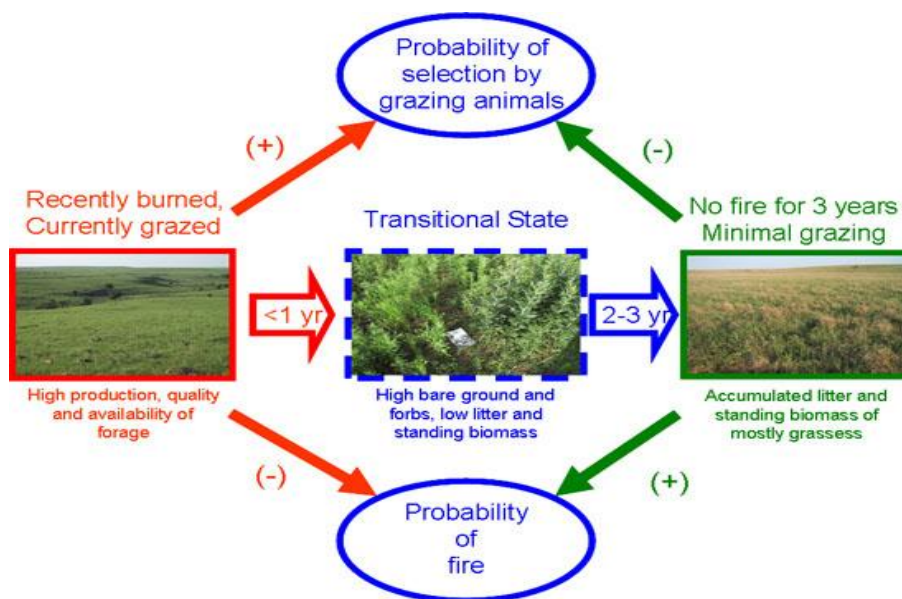 Probability of
selection by
grazing animals
(+)
(-)
Recently burned,
Currently grazed
Transitional State
No fire for 3 years
Minimal grazing
<1 yr
2-3 yr
High production, quality
and availability of
forage
High bare ground and
forbs, low litter and
standing biomass
Accumulated litter and
standing biomass of
mostly grassess
(-)
(+)
Probability
of
fire